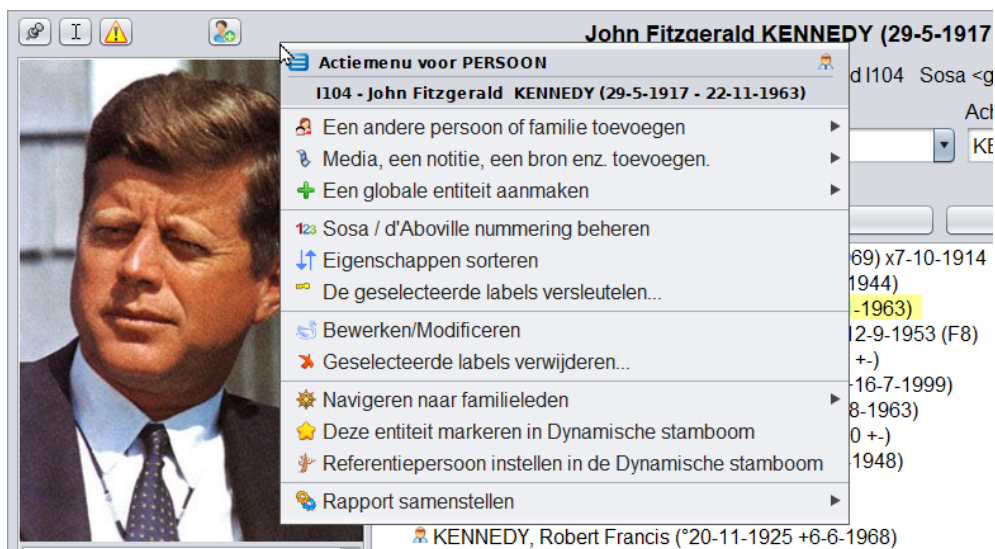 John Fitzgerald KENNEDY (29-5-1917
Actiemenu voor PERSOON
I104 - John Fitzgerald KENNEDY (29-5-1917 - 22-11-1963)
d I104 Sosa <g
Ach
KE
Een andere persoon of familie toevoegen
Media, een notitie, een bron enz. toevoegen.
Een globale entiteit aanmaken
123 Sosa / d'Aboville nummering beheren
Eigenschappen sorteren
De geselecteerde labels versleutelen...
Bewerken/Modificeren
Geselecteerde labels verwijderen...
Navigeren naar familieleden
Deze entiteit markeren in Dynamische stamboom
Referentiepersoon instellen in de Dynamische stamboom
Rapport samenstellen
69) x7-10-1914
1944)
-1963)
12-9-1953 (F8)
+-)
-16-7-1999)
8-1963)
0 +-)
1948)
KENNEDY, Robert Francis (°20-11-1925 +6-6-1968)